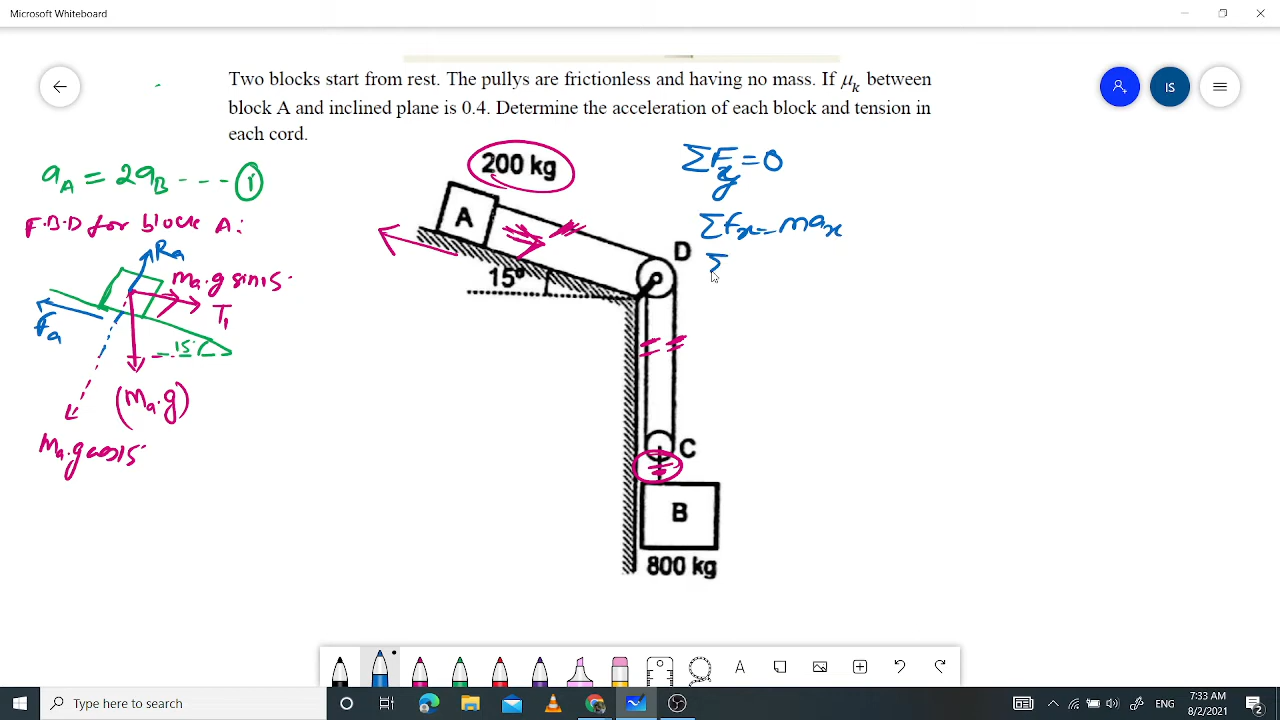 Microsoft Whiteboard
Two blocks start from rest. The pullys are frictionless and having no mass. If μk between
block A and inclined plane is 0.4. Determine the acceleration of each block and tension in
each cord.
IS
aA = 2aB ---- ①
F.B.D for block A:
RA
ma.g sin15
T1
Fa
15
(ma.g)
ma.g cos15
200 kg
A
15°
D
C
B
800 kg
ΣFy = 0
ΣFx = max
Σ
A
Type here to search
ENG
7:33 AM
8/2/2021
2